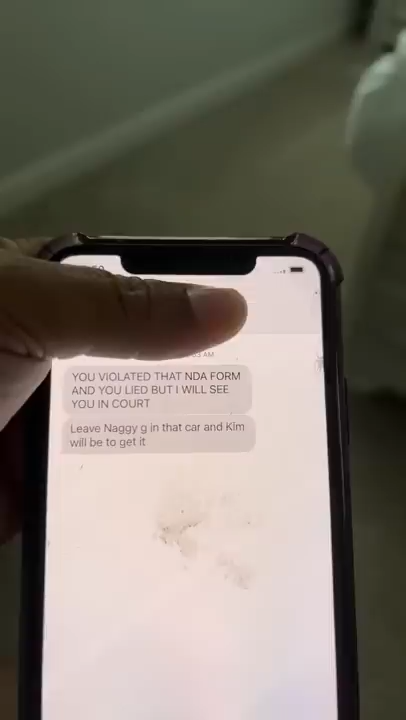 AM
YOU VIOLATED THAT NDA FORM
AND YOU LIED BUT I WILL SEE
YOU IN COURT
Leave Naggy g in that car and Kim
will be to get it